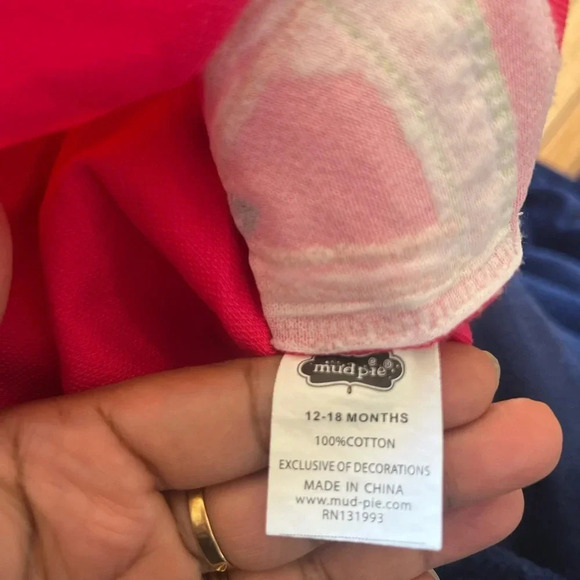 mud pie
12-18 MONTHS
100%COTTON
EXCLUSIVE OF DECORATIONS
MADE IN CHINA
www.mud-pie.com
RN131993